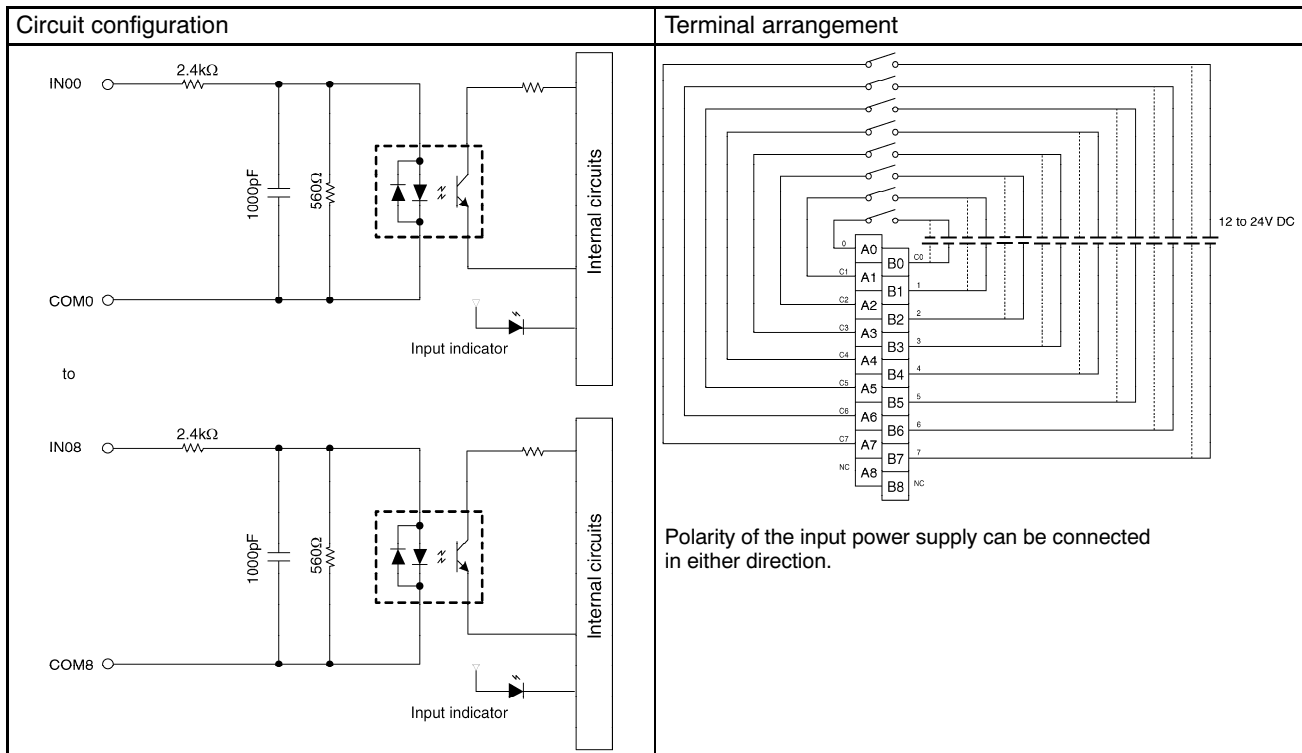 Circuit configuration
IN00
2.4kΩ
1000pF
560Ω
Internal circuits
COM0
Input indicator
to
IN08
2.4kΩ
1000pF
560Ω
Internal circuits
COM8
Input indicator
Terminal arrangement
12 to 24V DC
0 A0
B0 C0
C1 A1
B1 1
C2 A2
B2 2
C3 A3
B3 3
C4 A4
B4 4
C5 A5
B5 5
C6 A6
B6 6
C7 A7
B7 7
NC A8
B8 NC
Polarity of the input power supply can be connected
in either direction.